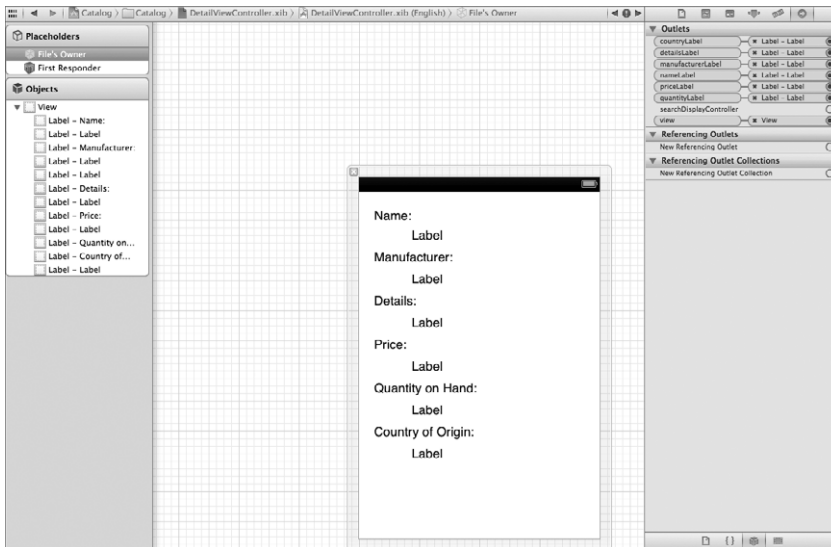 Catalog > Catalog > DetailViewController.xib > DetailViewController.xib (English) > File's Owner
Placeholders
File's Owner
First Responder
Objects
View
Label - Name:
Label - Label
Label - Manufacturer:
Label - Label
Label - Label
Label - Details:
Label - Label
Label - Price:
Label - Label
Label - Quantity on...
Label - Country of...
Label - Label
Name:
Label
Manufacturer:
Label
Details:
Label
Price:
Label
Quantity on Hand:
Label
Country of Origin:
Label
Outlets
countryLabel Label - Label
detailsLabel Label - Label
manufacturerLabel Label - Label
nameLabel Label - Label
priceLabel Label - Label
quantityLabel Label - Label
searchDisplayController
view View
Referencing Outlets
New Referencing Outlet
Referencing Outlet Collections
New Referencing Outlet Collection